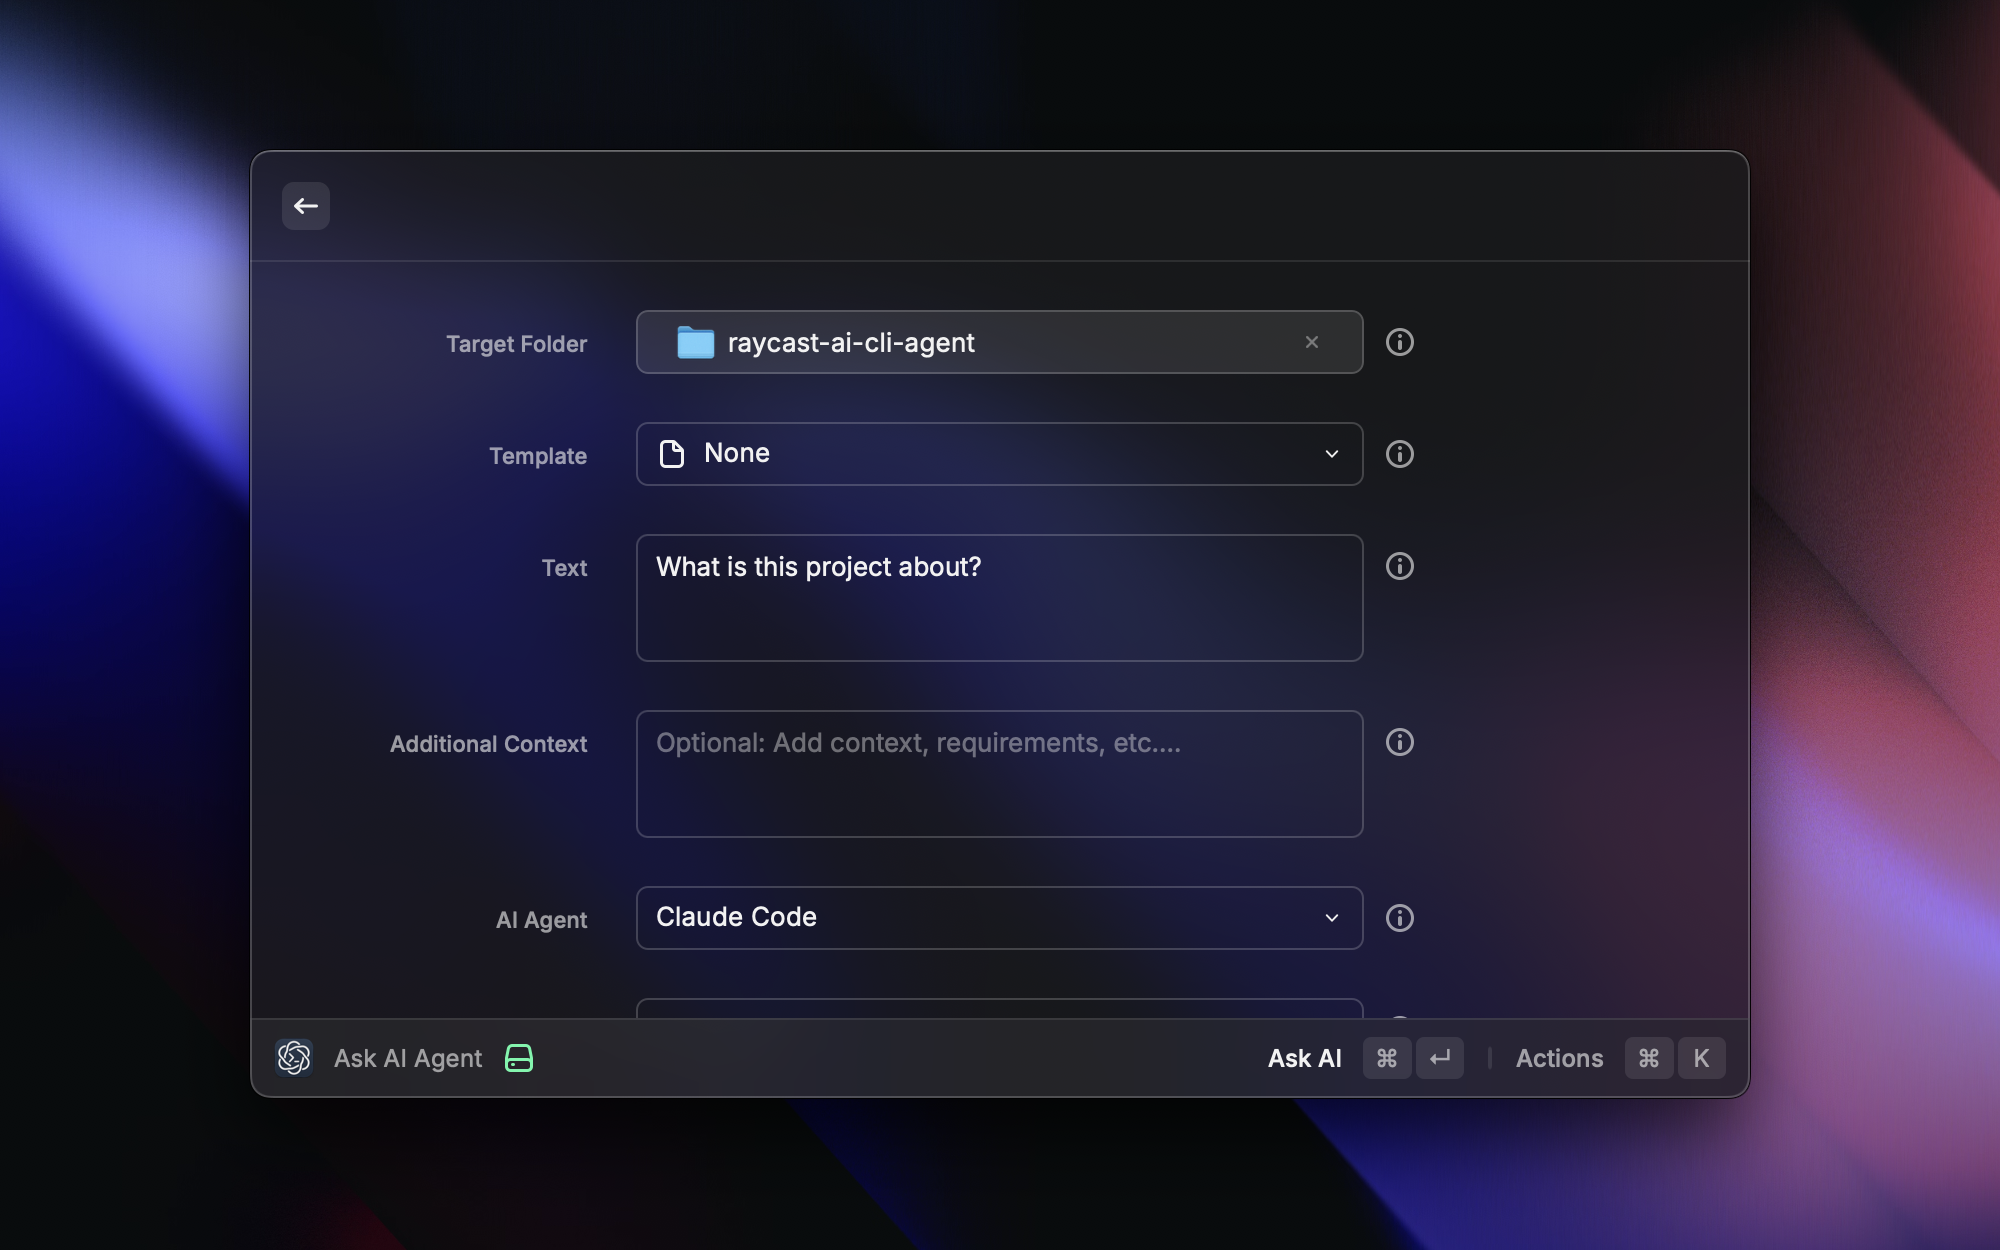 Target Folder
raycast-ai-cli-agent
Template
None
Text
What is this project about?
Additional Context
Optional: Add context, requirements, etc....
AI Agent
Claude Code
Ask AI Agent
Ask AI ⌘ ↵
Actions ⌘ K